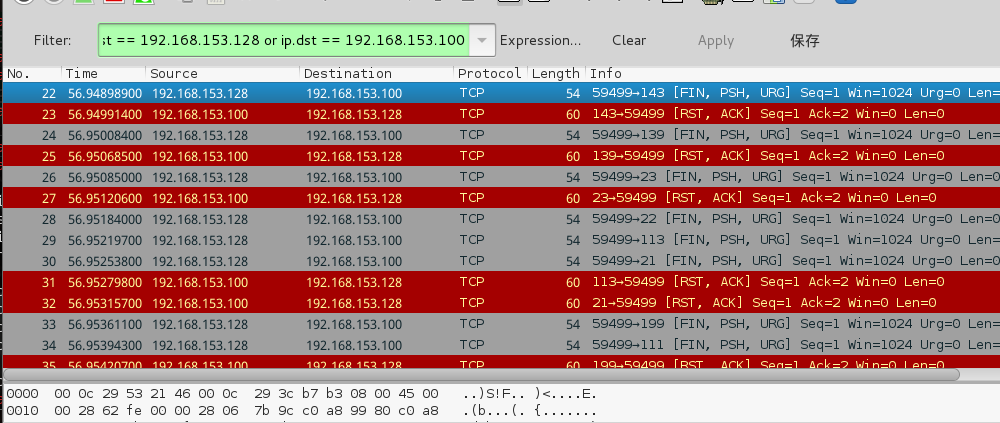 Filter: st == 192.168.153.128 or ip.dst == 192.168.153.100 Expression... Clear Apply 保存
No. Time Source Destination Protocol Length Info
22 56.94898900 192.168.153.128 192.168.153.100 TCP 54 59499→143 [FIN, PSH, URG] Seq=1 Win=1024 Urg=0 Len=
23 56.94991400 192.168.153.100 192.168.153.128 TCP 60 143→59499 [RST, ACK] Seq=1 Ack=2 Win=0 Len=0
24 56.95008400 192.168.153.128 192.168.153.100 TCP 54 59499→139 [FIN, PSH, URG] Seq=1 Win=1024 Urg=0 Len=
25 56.95068500 192.168.153.100 192.168.153.128 TCP 60 139→59499 [RST, ACK] Seq=1 Ack=2 Win=0 Len=0
26 56.95085000 192.168.153.128 192.168.153.100 TCP 54 59499→23 [FIN, PSH, URG] Seq=1 Win=1024 Urg=0 Len=0
27 56.95120600 192.168.153.100 192.168.153.128 TCP 60 23→59499 [RST, ACK] Seq=1 Ack=2 Win=0 Len=0
28 56.95184000 192.168.153.128 192.168.153.100 TCP 54 59499→22 [FIN, PSH, URG] Seq=1 Win=1024 Urg=0 Len=0
29 56.95219700 192.168.153.128 192.168.153.100 TCP 54 59499→113 [FIN, PSH, URG] Seq=1 Win=1024 Urg=0 Len=
30 56.95253800 192.168.153.128 192.168.153.100 TCP 54 59499→21 [FIN, PSH, URG] Seq=1 Win=1024 Urg=0 Len=0
31 56.95279800 192.168.153.100 192.168.153.128 TCP 60 113→59499 [RST, ACK] Seq=1 Ack=2 Win=0 Len=0
32 56.95315700 192.168.153.100 192.168.153.128 TCP 60 21→59499 [RST, ACK] Seq=1 Ack=2 Win=0 Len=0
33 56.95361100 192.168.153.128 192.168.153.100 TCP 54 59499→199 [FIN, PSH, URG] Seq=1 Win=1024 Urg=0 Len=
34 56.95394300 192.168.153.128 192.168.153.100 TCP 54 59499→111 [FIN, PSH, URG] Seq=1 Win=1024 Urg=0 Len=
35 56.95420700 192.168.153.100 192.168.153.128 TCP 60 199→59499 [RST, ACK] Seq=1 Ack=2 Win=0 Len=0
0000 00 0c 29 53 21 46 00 0c 29 3c b7 b3 08 00 45 00 ..)S!F.. )<....E.
0010 00 28 62 fe 00 00 28 06 7b 9c c0 a8 99 80 c0 a8 .(b...(. {.......